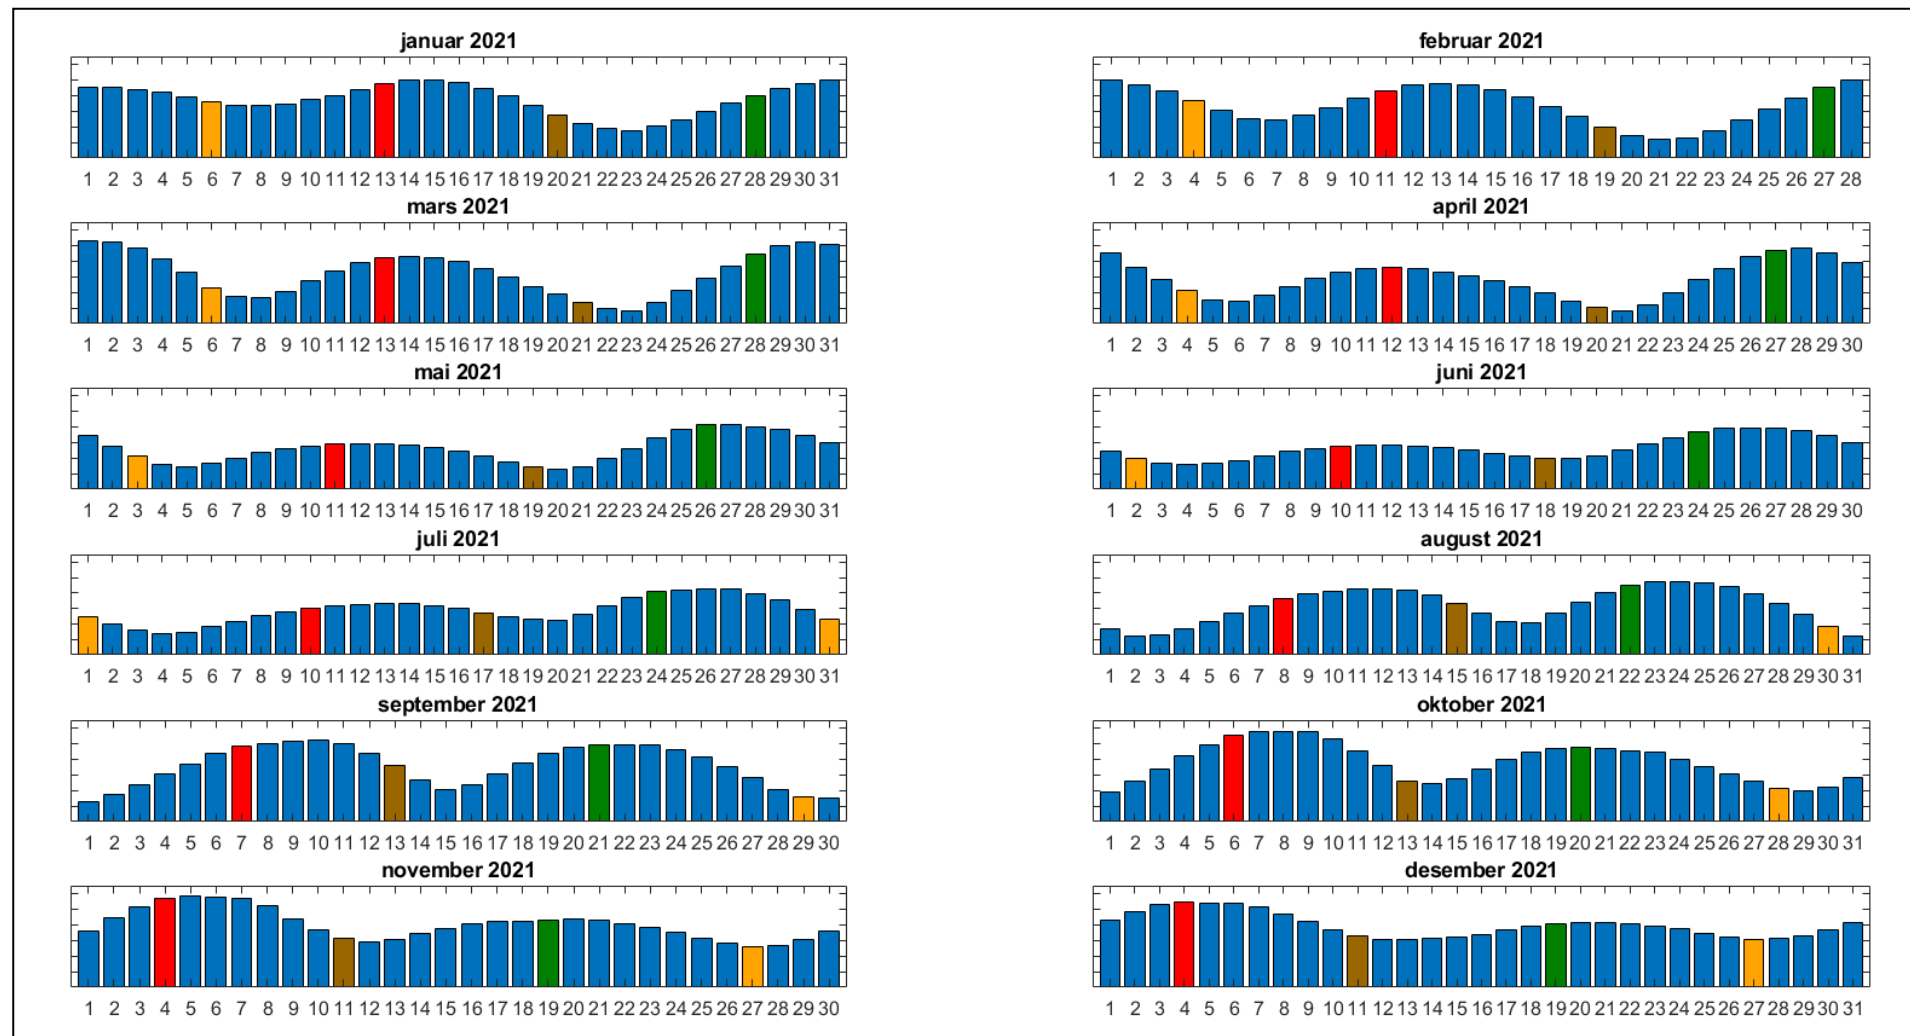 januar 2021
1 2 3 4 5 6 7 8 9 10 11 12 13 14 15 16 17 18 19 20 21 22 23 24 25 26 27 28 29 30 31
februar 2021
1 2 3 4 5 6 7 8 9 10 11 12 13 14 15 16 17 18 19 20 21 22 23 24 25 26 27 28
mars 2021
1 2 3 4 5 6 7 8 9 10 11 12 13 14 15 16 17 18 19 20 21 22 23 24 25 26 27 28 29 30 31
april 2021
1 2 3 4 5 6 7 8 9 10 11 12 13 14 15 16 17 18 19 20 21 22 23 24 25 26 27 28 29 30
mai 2021
1 2 3 4 5 6 7 8 9 10 11 12 13 14 15 16 17 18 19 20 21 22 23 24 25 26 27 28 29 30 31
juni 2021
1 2 3 4 5 6 7 8 9 10 11 12 13 14 15 16 17 18 19 20 21 22 23 24 25 26 27 28 29 30
juli 2021
1 2 3 4 5 6 7 8 9 10 11 12 13 14 15 16 17 18 19 20 21 22 23 24 25 26 27 28 29 30 31
august 2021
1 2 3 4 5 6 7 8 9 10 11 12 13 14 15 16 17 18 19 20 21 22 23 24 25 26 27 28 29 30 31
september 2021
1 2 3 4 5 6 7 8 9 10 11 12 13 14 15 16 17 18 19 20 21 22 23 24 25 26 27 28 29 30
oktober 2021
1 2 3 4 5 6 7 8 9 10 11 12 13 14 15 16 17 18 19 20 21 22 23 24 25 26 27 28 29 30 31
november 2021
1 2 3 4 5 6 7 8 9 10 11 12 13 14 15 16 17 18 19 20 21 22 23 24 25 26 27 28 29 30
desember 2021
1 2 3 4 5 6 7 8 9 10 11 12 13 14 15 16 17 18 19 20 21 22 23 24 25 26 27 28 29 30 31